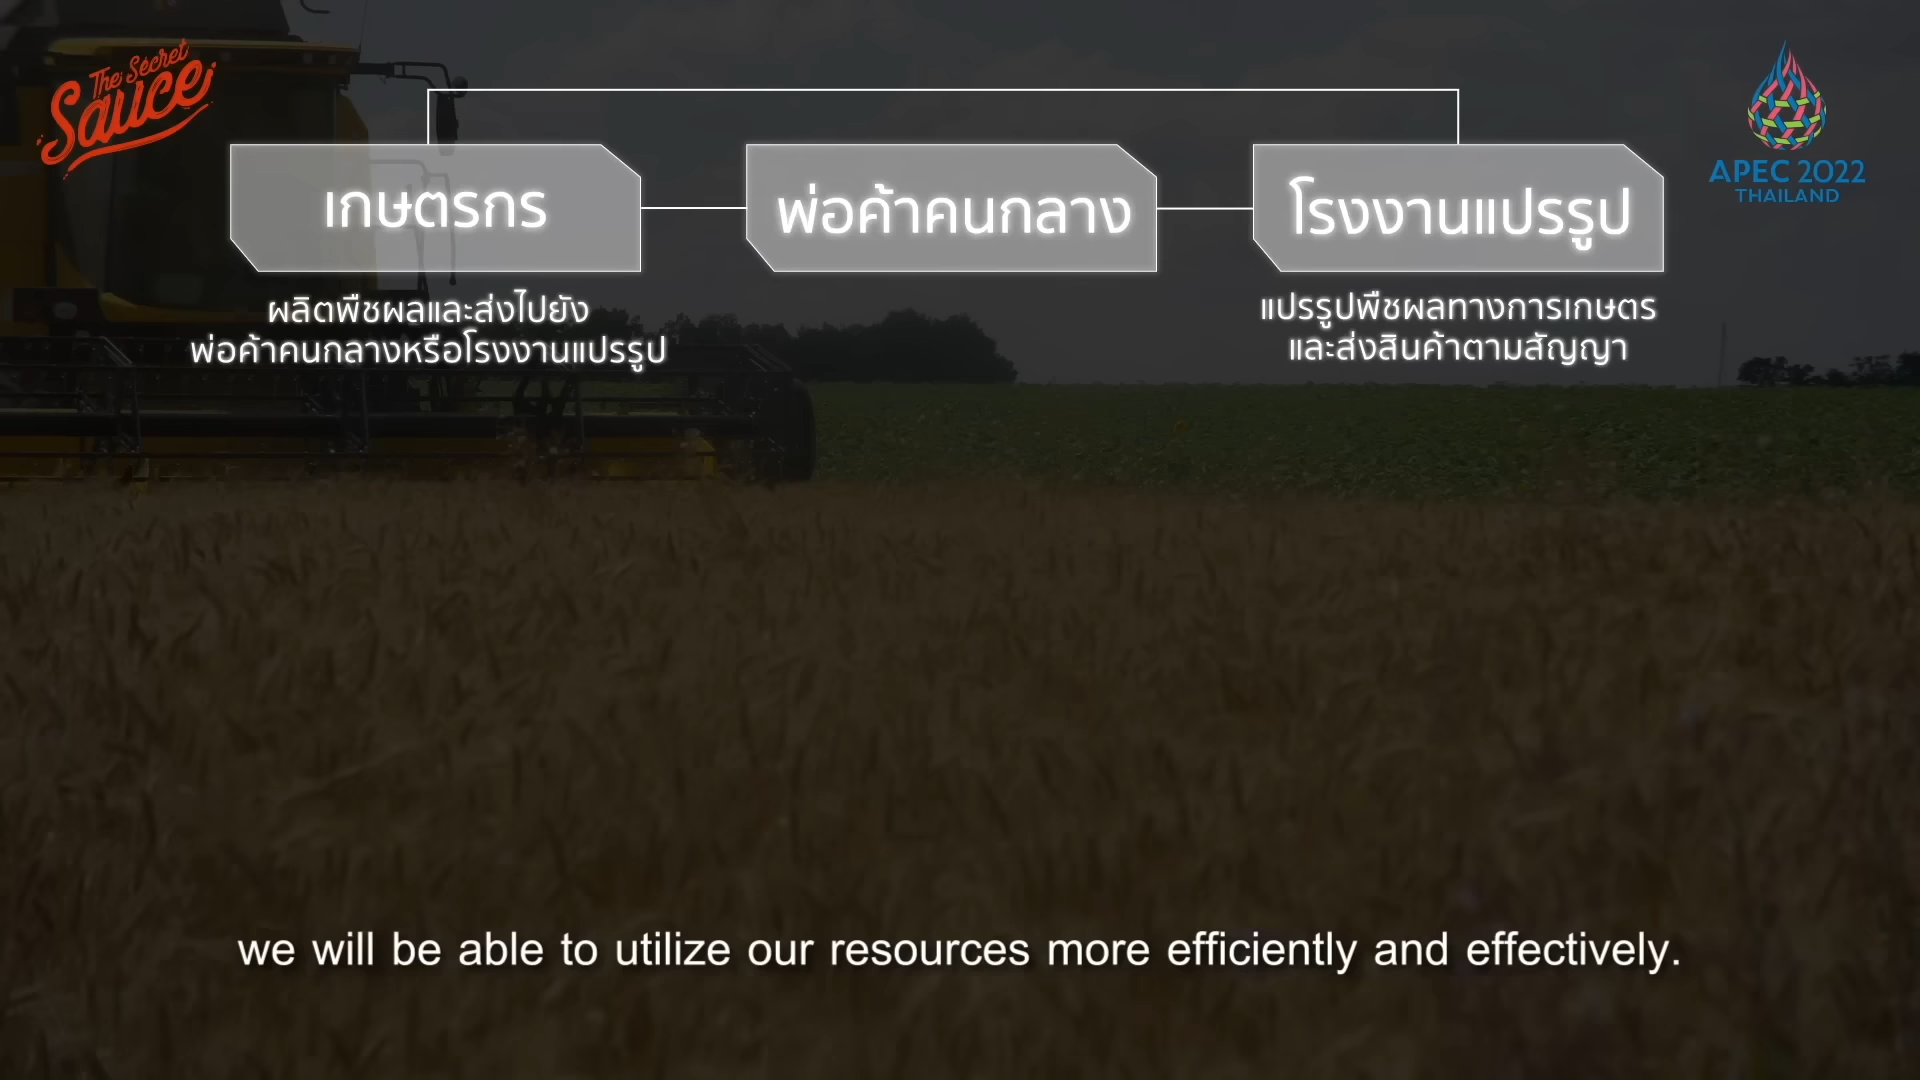 The Secret
Sauce
APEC 2022
THAILAND
เกษตรกร
พ่อค้าคนกลาง
โรงงานแปรรูป
ผลิตพืชผลและส่งไปยัง
พ่อค้าคนกลางหรือโรงงานแปรรูป
แปรรูปพืชผลทางการเกษตร
และส่งสินค้าตามสัญญา
we will be able to utilize our resources more efficiently and effectively.